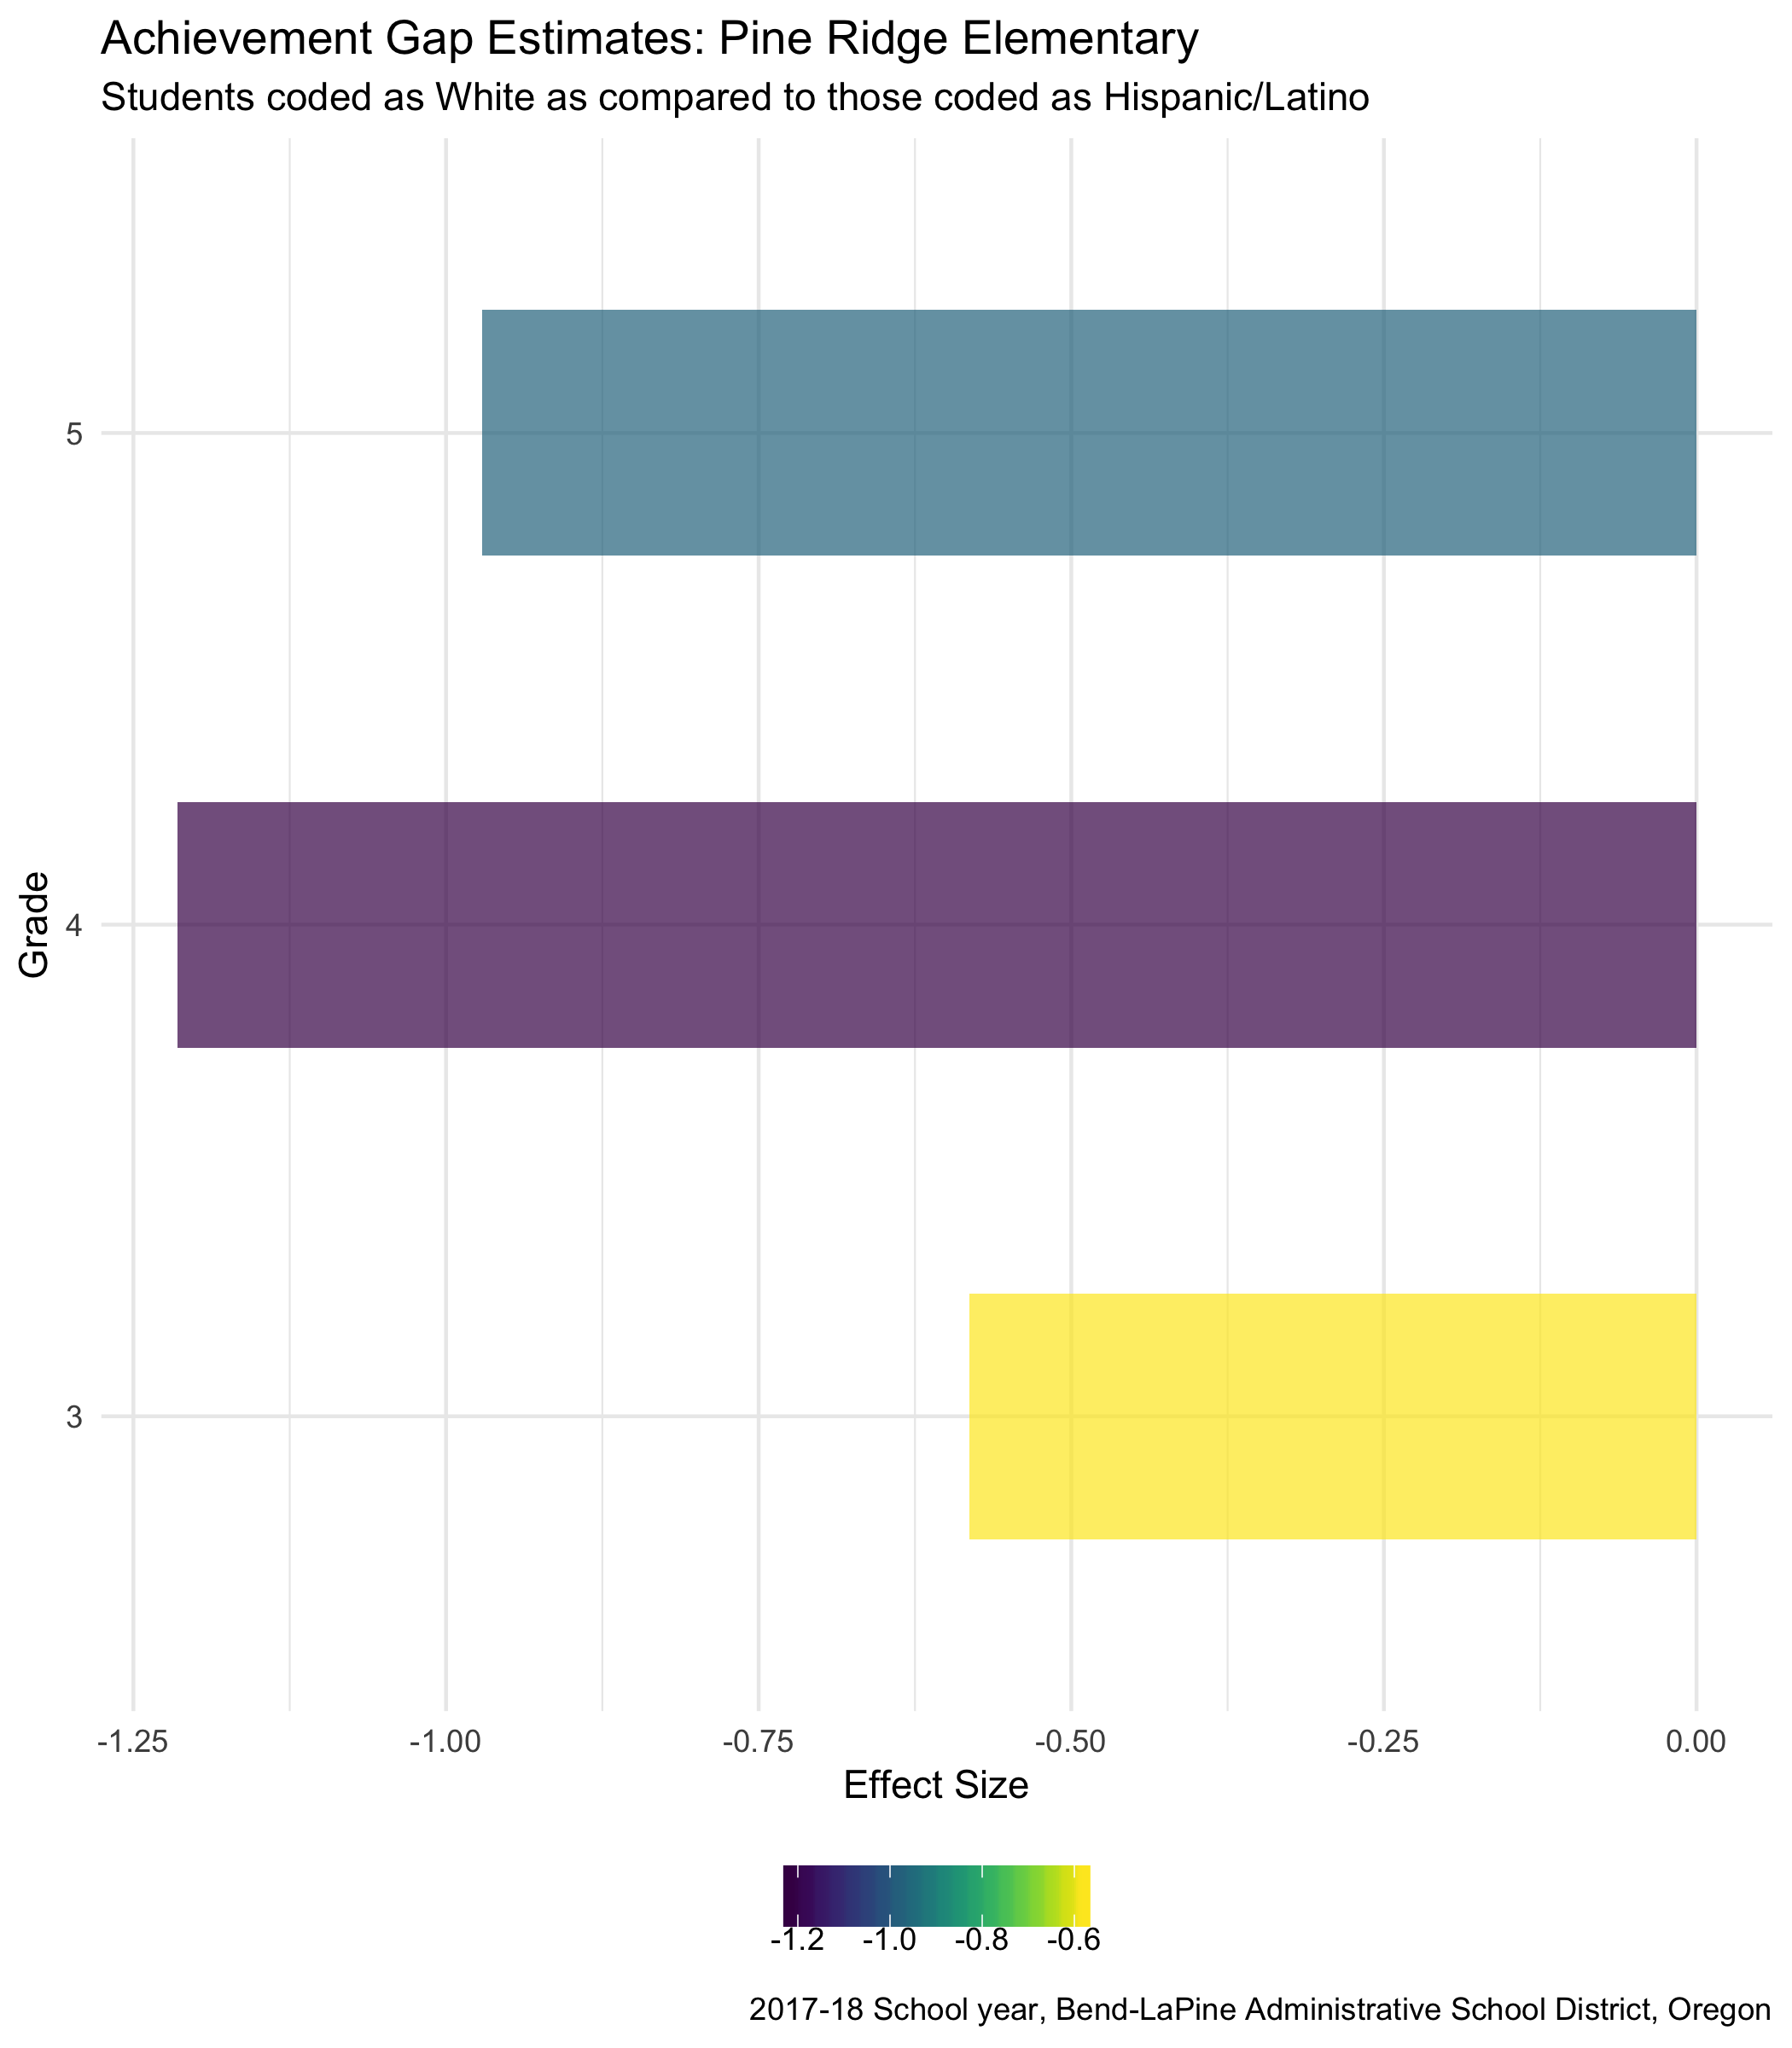 Achievement Gap Estimates: Pine Ridge Elementary
Students coded as White as compared to those coded as Hispanic/Latino
5
4
3
Grade
-1.25 -1.00 -0.75 -0.50 -0.25 0.00
Effect Size
-1.2 -1.0 -0.8 -0.6
2017-18 School year, Bend-LaPine Administrative School District, Oregon